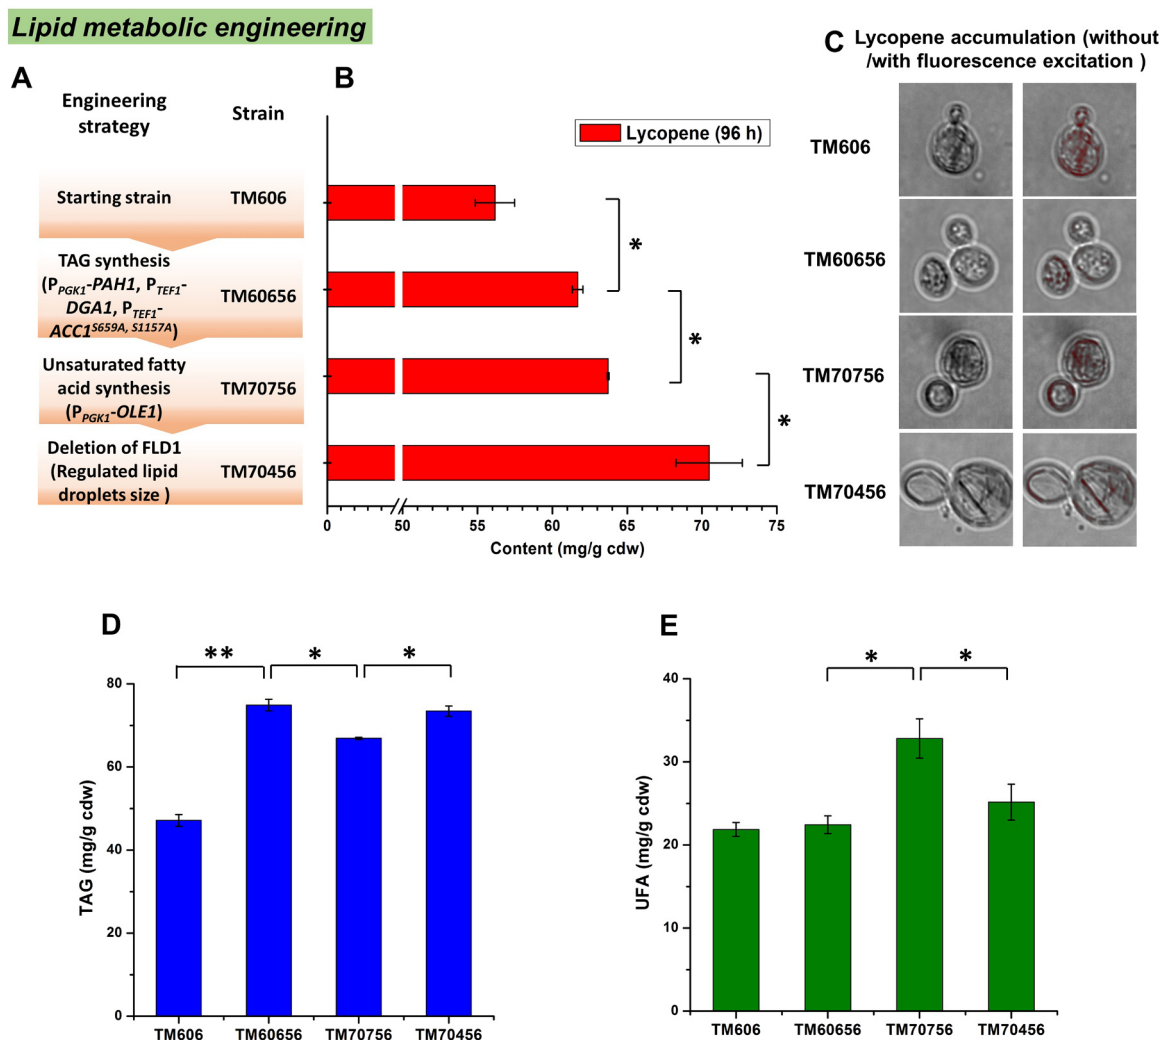 Lipid metabolic engineering
A
Engineering
strategy
Strain
Starting strain
TM606
TAG synthesis
(PPGK1-PAH1, PTEF1-
DGA1, PTEF1-
ACC1S659A, S1157A)
TM60656
Unsaturated fatty
acid synthesis
(PPGK1-OLE1)
TM70756
Deletion of FLD1
(Regulated lipid
droplets size )
TM70456
B
Lycopene (96 h)
*
*
*
0 50 55 60 65 70 75
Content (mg/g cdw)
C
Lycopene accumulation (without
/with fluorescence excitation )
TM606
TM60656
TM70756
TM70456
D
** * *
80
60
40
20
0
TAG (mg/g cdw)
TM606 TM60656 TM70756 TM70456
E
* *
40
30
20
10
0
UFA (mg/g cdw)
TM606 TM60656 TM70756 TM70456